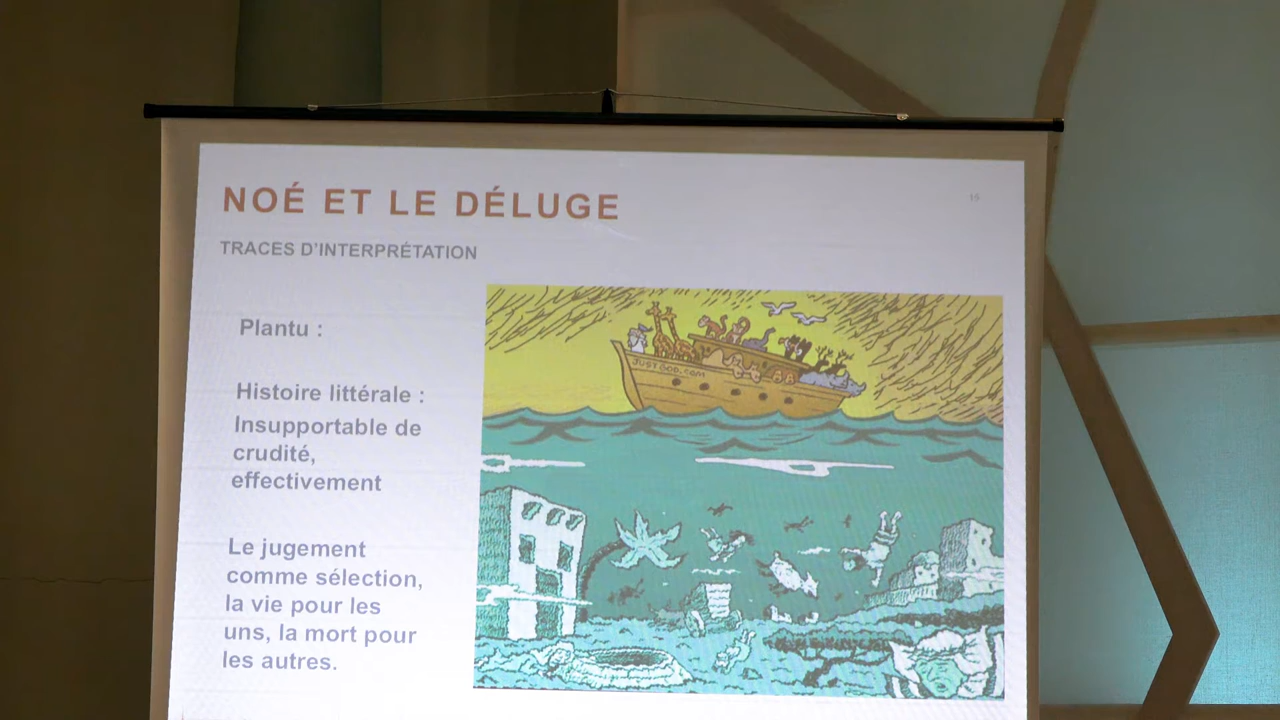 NOÉ ET LE DÉLUGE
15
TRACES D'INTERPRÉTATION
Plantu :
Histoire littérale :
Insupportable de
crudité,
effectivement
Le jugement
comme sélection,
la vie pour les
uns, la mort pour
les autres.
JUSTGOD.COM